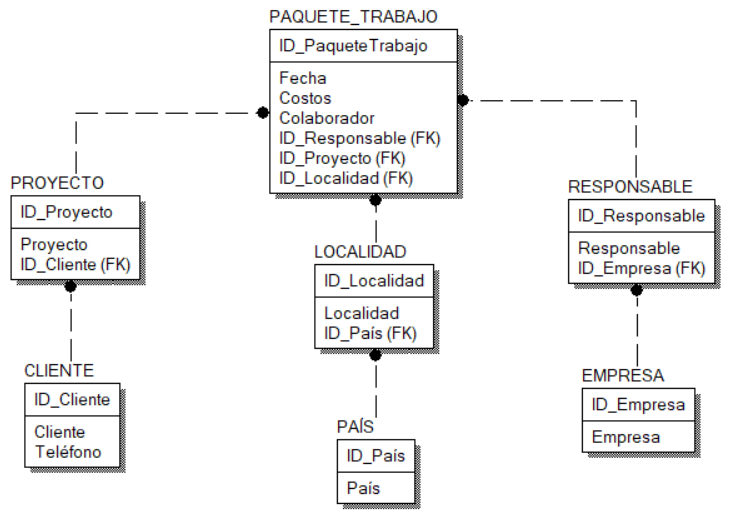 PAQUETE_TRABAJO
ID_PaqueteTrabajo
Fecha
Costos
Colaborador
ID_Responsable (FK)
ID_Proyecto (FK)
ID_Localidad (FK)
PROYECTO
ID_Proyecto
Proyecto
ID_Cliente (FK)
LOCALIDAD
ID_Localidad
Localidad
ID_País (FK)
RESPONSABLE
ID_Responsable
Responsable
ID_Empresa (FK)
CLIENTE
ID_Cliente
Cliente
Teléfono
PAÍS
ID_País
País
EMPRESA
ID_Empresa
Empresa